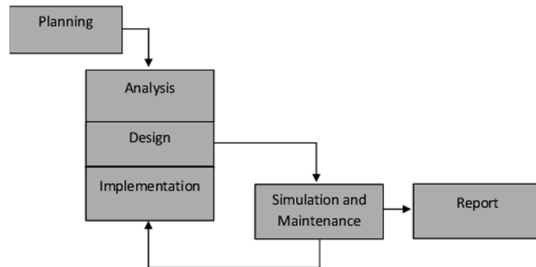 Planning
Analysis
Design
Implementation
Simulation and
Maintenance
Report